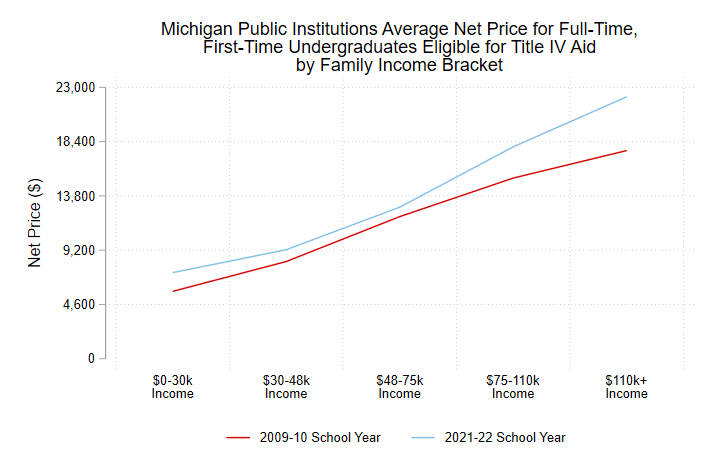 Michigan Public Institutions Average Net Price for Full-Time,
First-Time Undergraduates Eligible for Title IV Aid
by Family Income Bracket
Net Price ($)
23,000
18,400
13,800
9,200
4,600
0
$0-30k
Income
$30-48k
Income
$48-75k
Income
$75-110k
Income
$110k+
Income
2009-10 School Year
2021-22 School Year